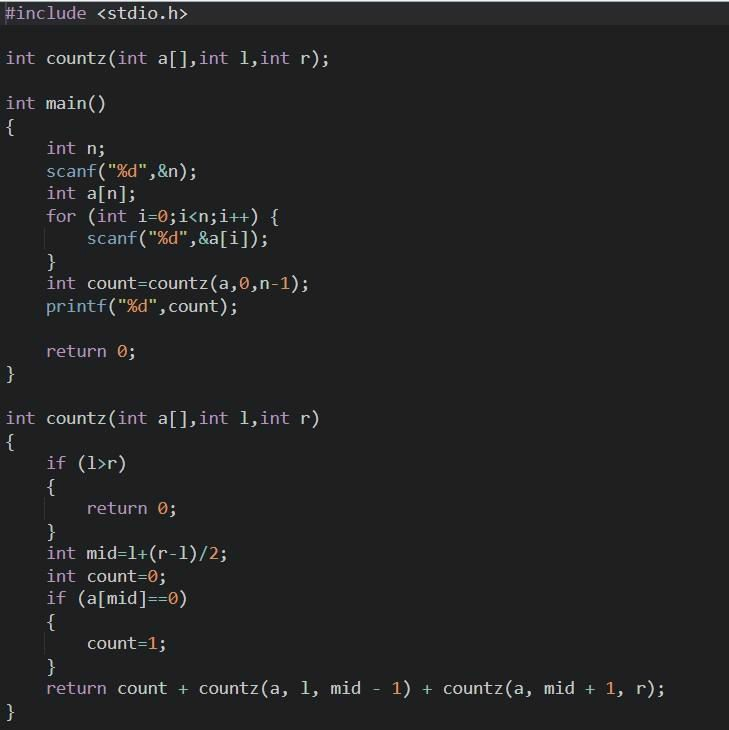 #include <stdio.h>

int countz(int a[],int l,int r);

int main()
{
    int n;
    scanf("%d",&n);
    int a[n];
    for (int i=0;i<n;i++) {
        scanf("%d",&a[i]);
    }
    int count=countz(a,0,n-1);
    printf("%d",count);

    return 0;
}

int countz(int a[],int l,int r)
{
    if (l>r)
    {
        return 0;
    }
    int mid=l+(r-l)/2;
    int count=0;
    if (a[mid]==0)
    {
        count=1;
    }
    return count + countz(a, l, mid - 1) + countz(a, mid + 1, r);
}